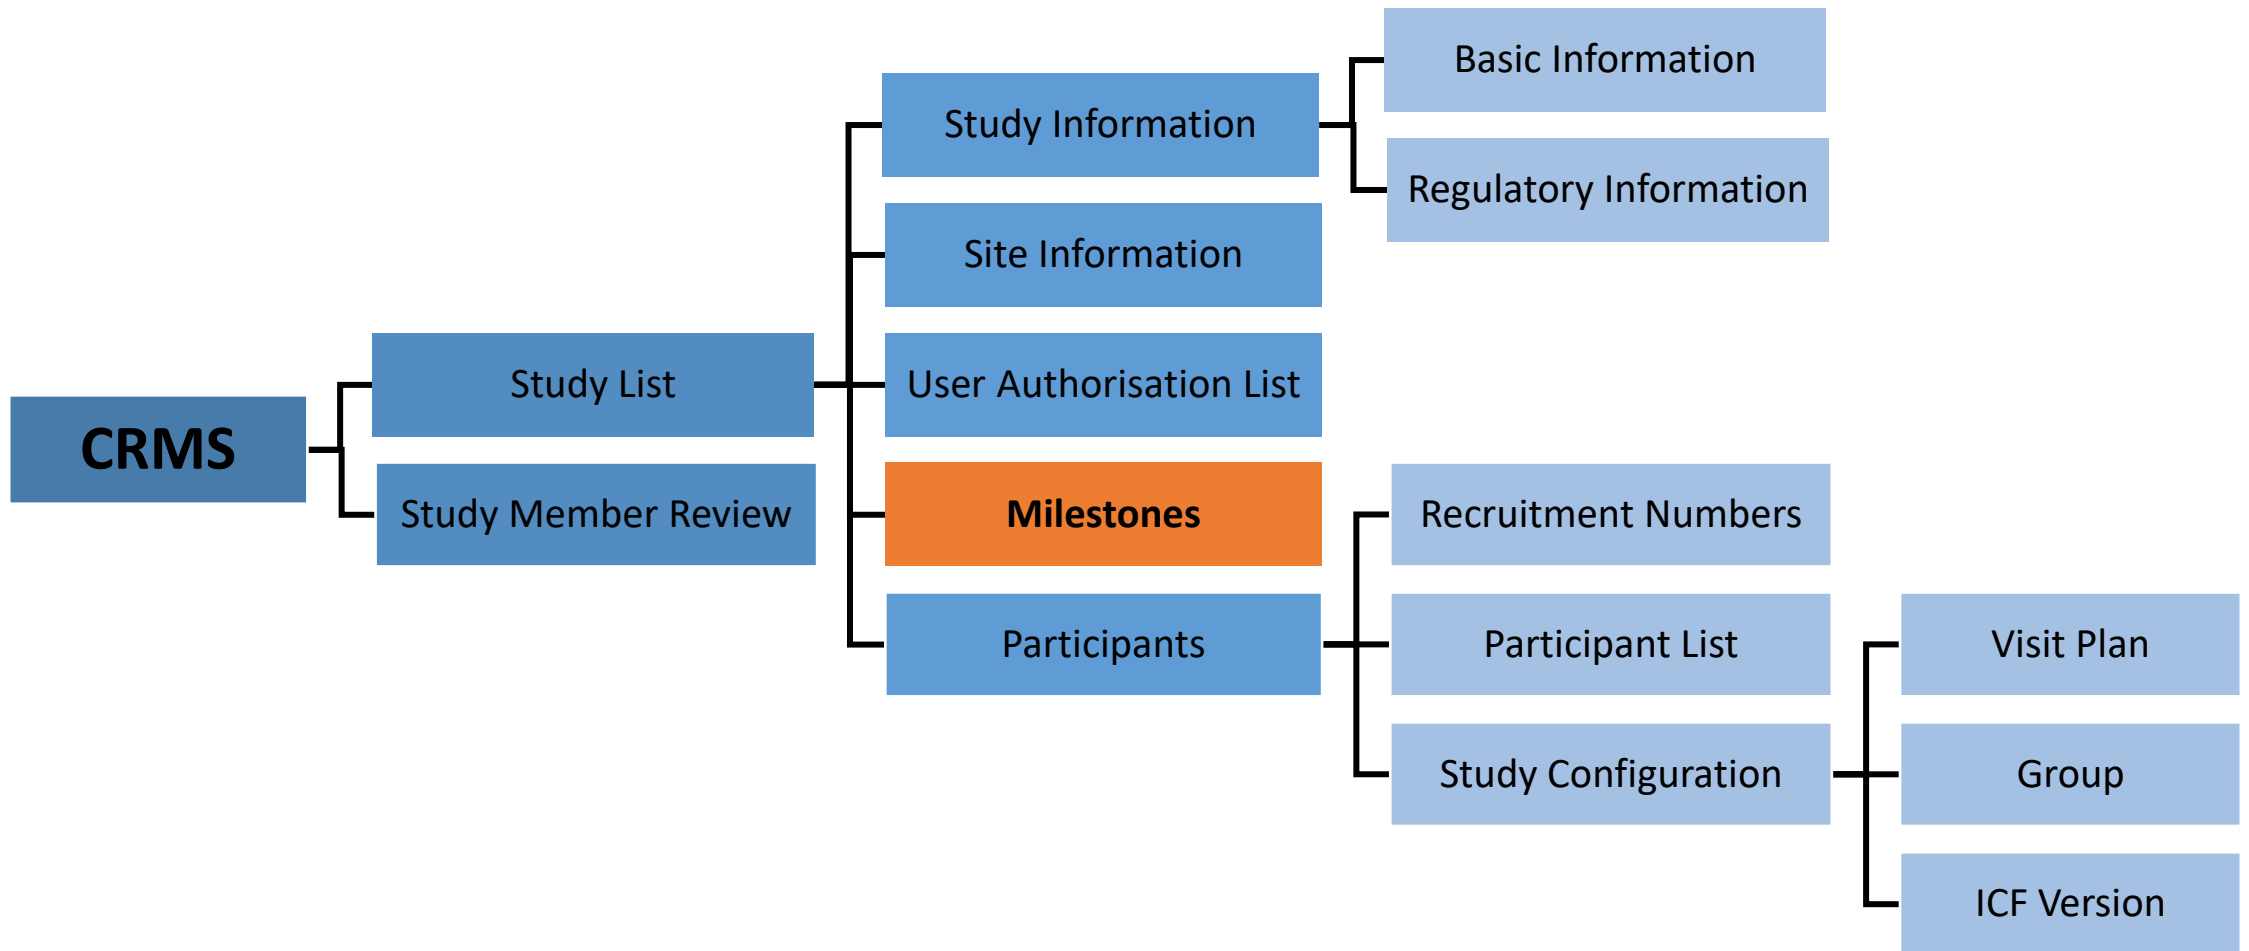 CRMS
Study List
Study Member Review
Study Information
Site Information
User Authorisation List
Milestones
Participants
Basic Information
Regulatory Information
Recruitment Numbers
Participant List
Study Configuration
Visit Plan
Group
ICF Version